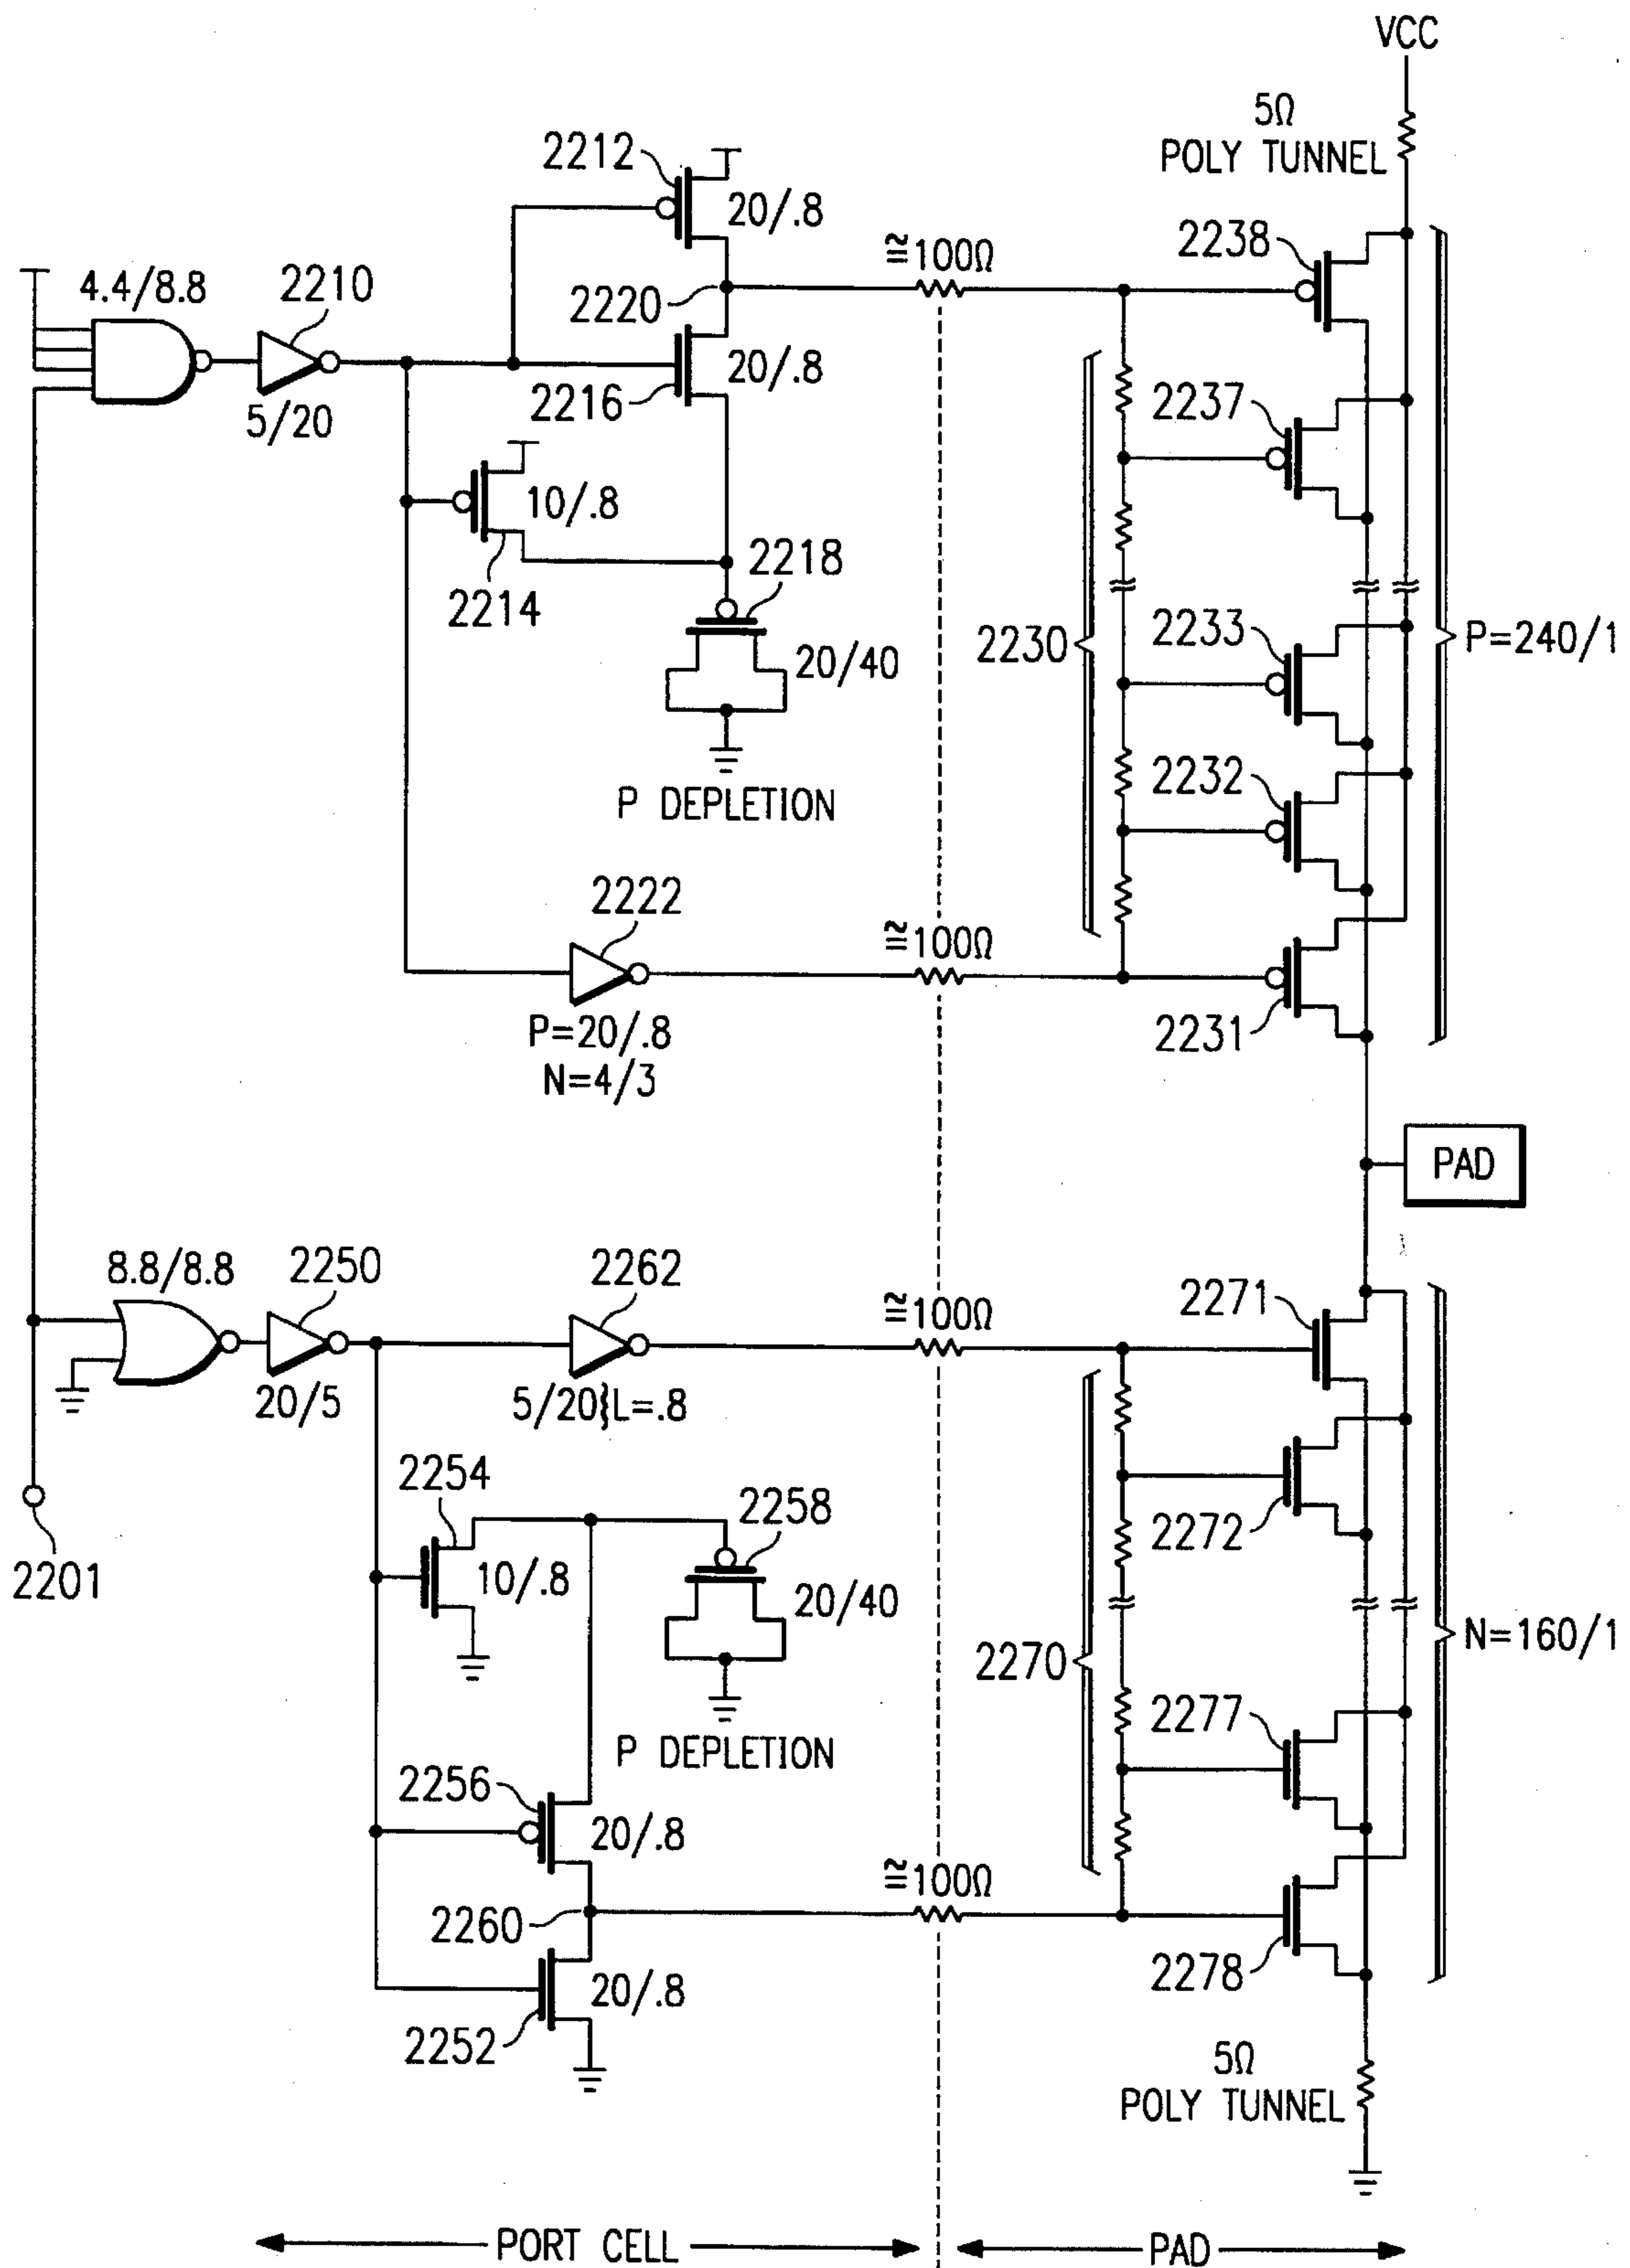 VCC
5Ω
POLY TUNNEL
2212
20/.8
2238
≅100Ω
4.4/8.8
2210
2220
5/20
2216
20/.8
2237
10/.8
2214
2218
20/40
P DEPLETION
2230
2233
P=240/1
2232
2222
≅100Ω
P=20/.8
N=4/3
2231
PAD
8.8/8.8
2250
2262
≅100Ω
2271
20/5
5/20}L=.8
2254
10/.8
2258
20/40
2272
2201
P DEPLETION
2270
N=160/1
2277
2256
20/.8
≅100Ω
2260
2278
20/.8
2252
5Ω
POLY TUNNEL
PORT CELL
PAD